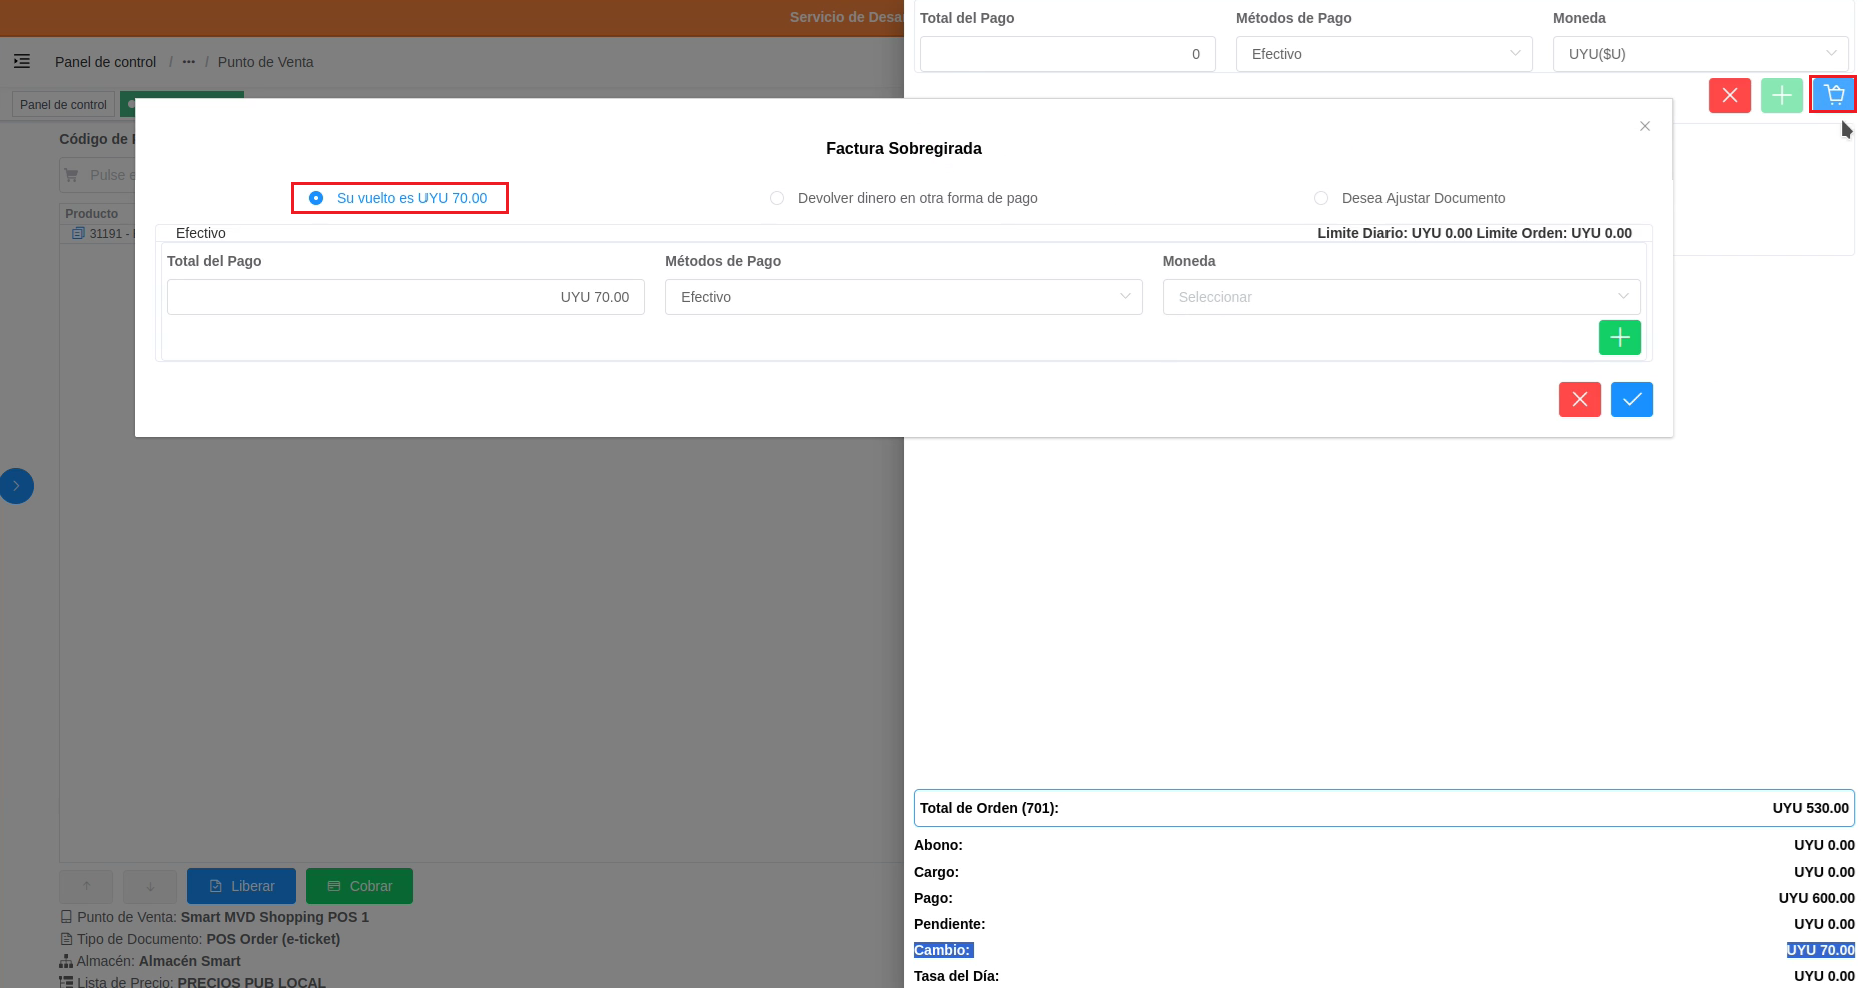 Servicio de Desa
Total del Pago
Métodos de Pago
Moneda
0
Efectivo
UYU($U)
Panel de control / ••• / Punto de Venta
Panel de control
Código de
Pulse
Producto
31191 -
Factura Sobregirada
Su vuelto es UYU 70.00
Devolver dinero en otra forma de pago
Desea Ajustar Documento
Efectivo
Limite Diario: UYU 0.00 Limite Orden: UYU 0.00
Total del Pago
Métodos de Pago
Moneda
UYU 70.00
Efectivo
Seleccionar
Total de Orden (701): UYU 530.00
Abono: UYU 0.00
Cargo: UYU 0.00
Pago: UYU 600.00
Pendiente: UYU 0.00
Cambio: UYU 70.00
Tasa del Día: UYU 0.00
Liberar
Cobrar
Punto de Venta: Smart MVD Shopping POS 1
Tipo de Documento: POS Order (e-ticket)
Almacén: Almacén Smart
Lista de Precio: PRECIOS PUB LOCAL